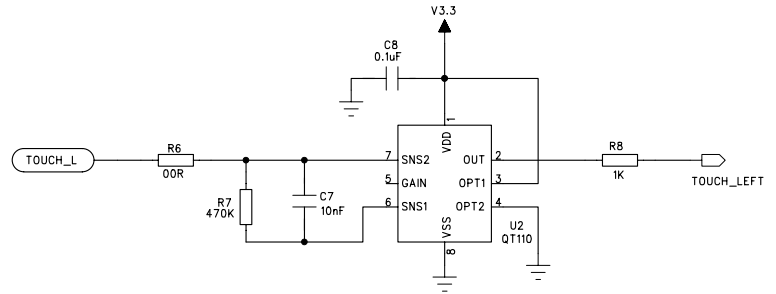 V3.3
C8
0.1uF
1
VDD
TOUCH_L
R6
00R
7
SNS2
OUT
2
R8
1K
TOUCH_LEFT
5
GAIN
OPT1
3
R7
470K
C7
10nF
6
SNS1
OPT2
4
VSS
8
U2
QT110